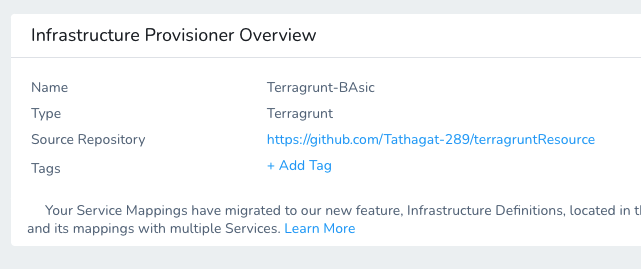 Infrastructure Provisioner Overview
Name Terragrunt-BAsic
Type Terragrunt
Source Repository https://github.com/Tathagat-289/terragruntResource
Tags + Add Tag
Your Service Mappings have migrated to our new feature, Infrastructure Definitions, located in
and its mappings with multiple Services. Learn More